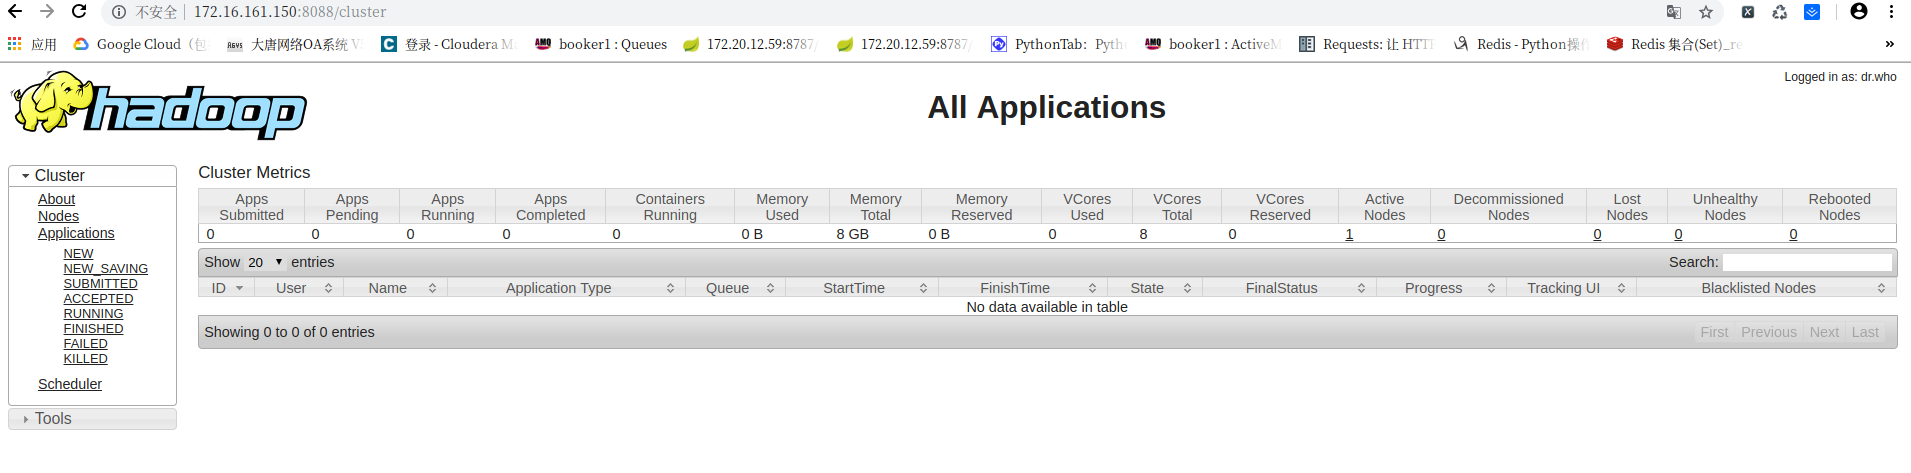 不安全 | 172.16.161.150:8088/cluster
应用 Google Cloud（包 AGVS 大唐网络OA系统 V C 登录 - Cloudera M AMQ booker1 : Queues 172.20.12.59:8787/ 172.20.12.59:8787/ PythonTab：Pyth AMQ booker1 : ActiveM Requests: 让 HTT Redis - Python操作 Redis 集合(Set)_re »
Logged in as: dr.who
hadoop
All Applications
Cluster
About
Nodes
Applications
NEW
NEW_SAVING
SUBMITTED
ACCEPTED
RUNNING
FINISHED
FAILED
KILLED
Scheduler
Tools
Cluster Metrics
Apps Submitted Apps Pending Apps Running Apps Completed Containers Running Memory Used Memory Total Memory Reserved VCores Used VCores Total VCores Reserved Active Nodes Decommissioned Nodes Lost Nodes Unhealthy Nodes Rebooted Nodes
0 0 0 0 0 0 B 8 GB 0 B 0 8 0 1 0 0 0 0
Show 20 entries Search:
ID User Name Application Type Queue StartTime FinishTime State FinalStatus Progress Tracking UI Blacklisted Nodes
No data available in table
Showing 0 to 0 of 0 entries First Previous Next Last